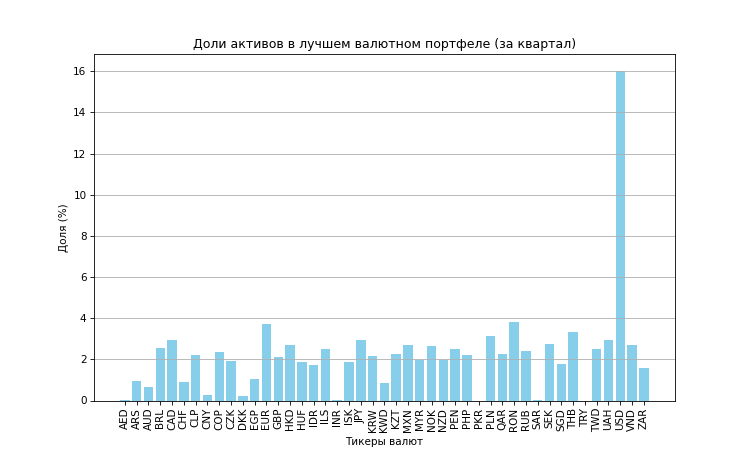 Доли активов в лучшем валютном портфеле (за квартал)
Доля (%)
16
14
12
10
8
6
4
2
0
AED ARS AUD BRL CAD CHF CLP CNY COP CZK DKK EGP EUR GBP HKD HUF IDR ILS INR ISK JPY KRW KWD KZT MXN MYR NOK NZD PEN PHP PKR PLN QAR RON RUB SAR SEK SGD THB TRY TWD UAH USD VND ZAR
Тикеры валют